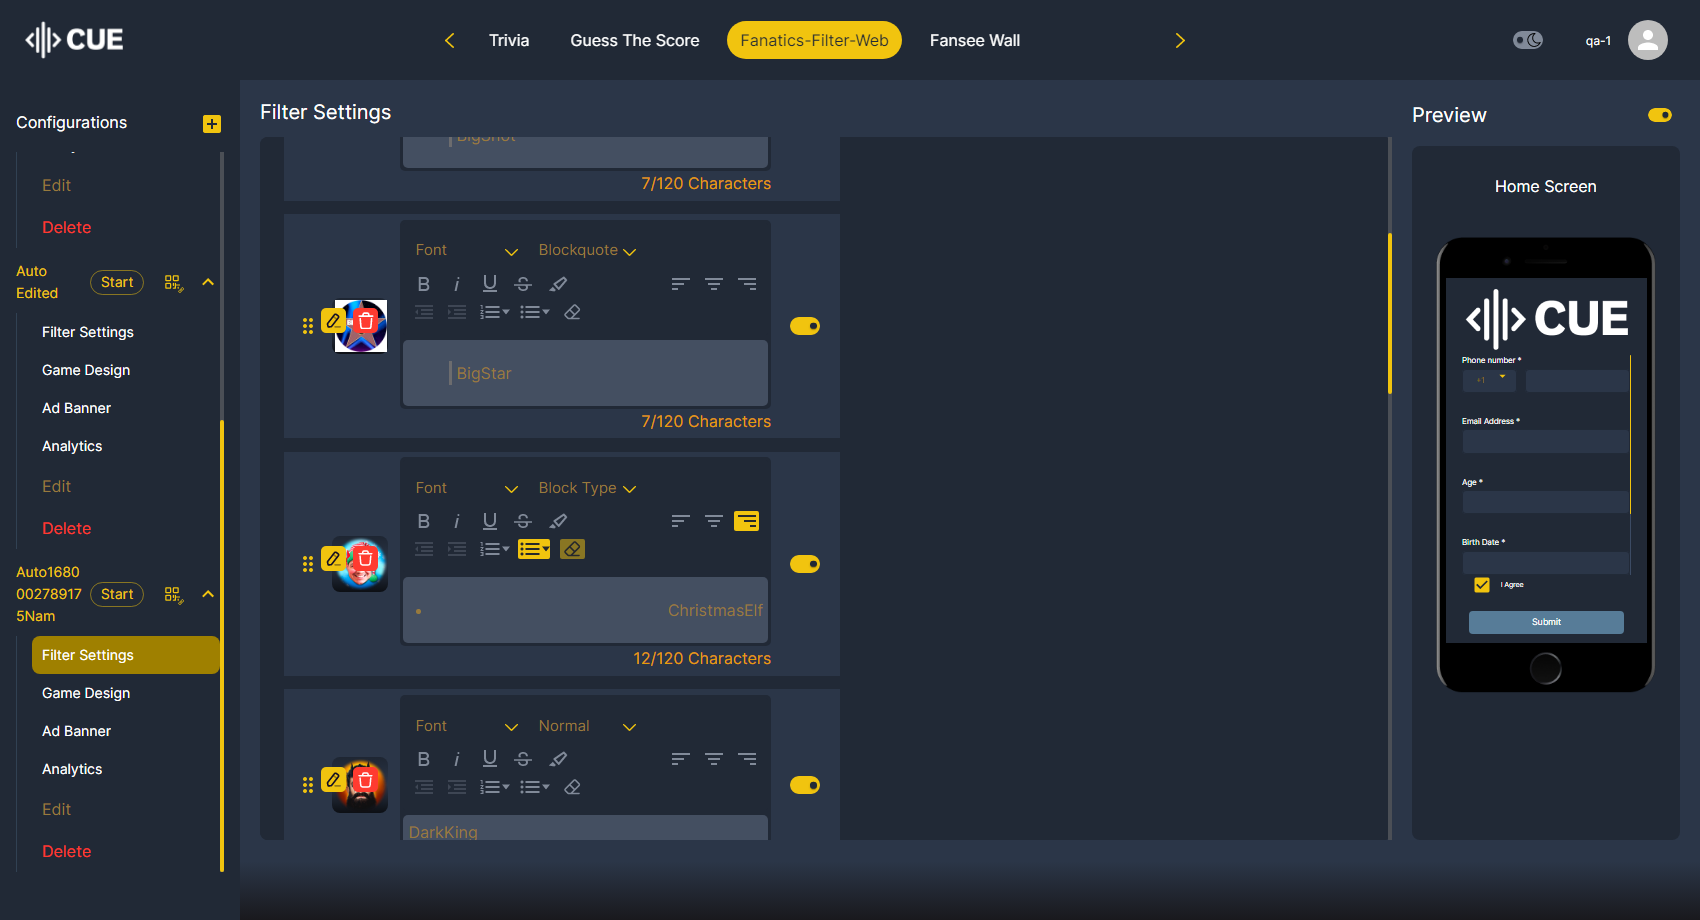 CUE
Trivia
Guess The Score
Fanatics-Filter-Web
Fansee Wall
qa-1
Configurations
Edit
Delete
Auto
Edited
Start
Filter Settings
Game Design
Ad Banner
Analytics
Edit
Delete
Auto1680
00278917
5Nam
Start
Filter Settings
Game Design
Ad Banner
Analytics
Edit
Delete
Filter Settings
BigShot
7/120 Characters
Font
Blockquote
B i U S
BigStar
7/120 Characters
Font
Block Type
B i U S
• ChristmasElf
12/120 Characters
Font
Normal
B i U S
DarkKing
Preview
Home Screen
CUE
Phone number *
+1
Email Address *
Age *
Birth Date *
I Agree
Submit